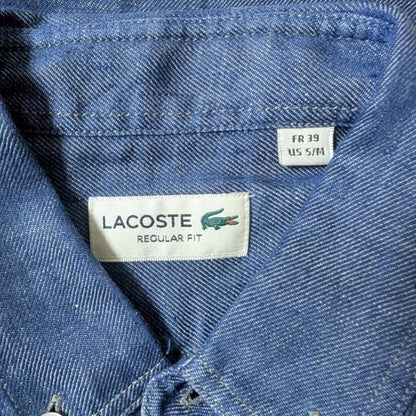 FR 39
US S/M
LACOSTE
REGULAR FIT